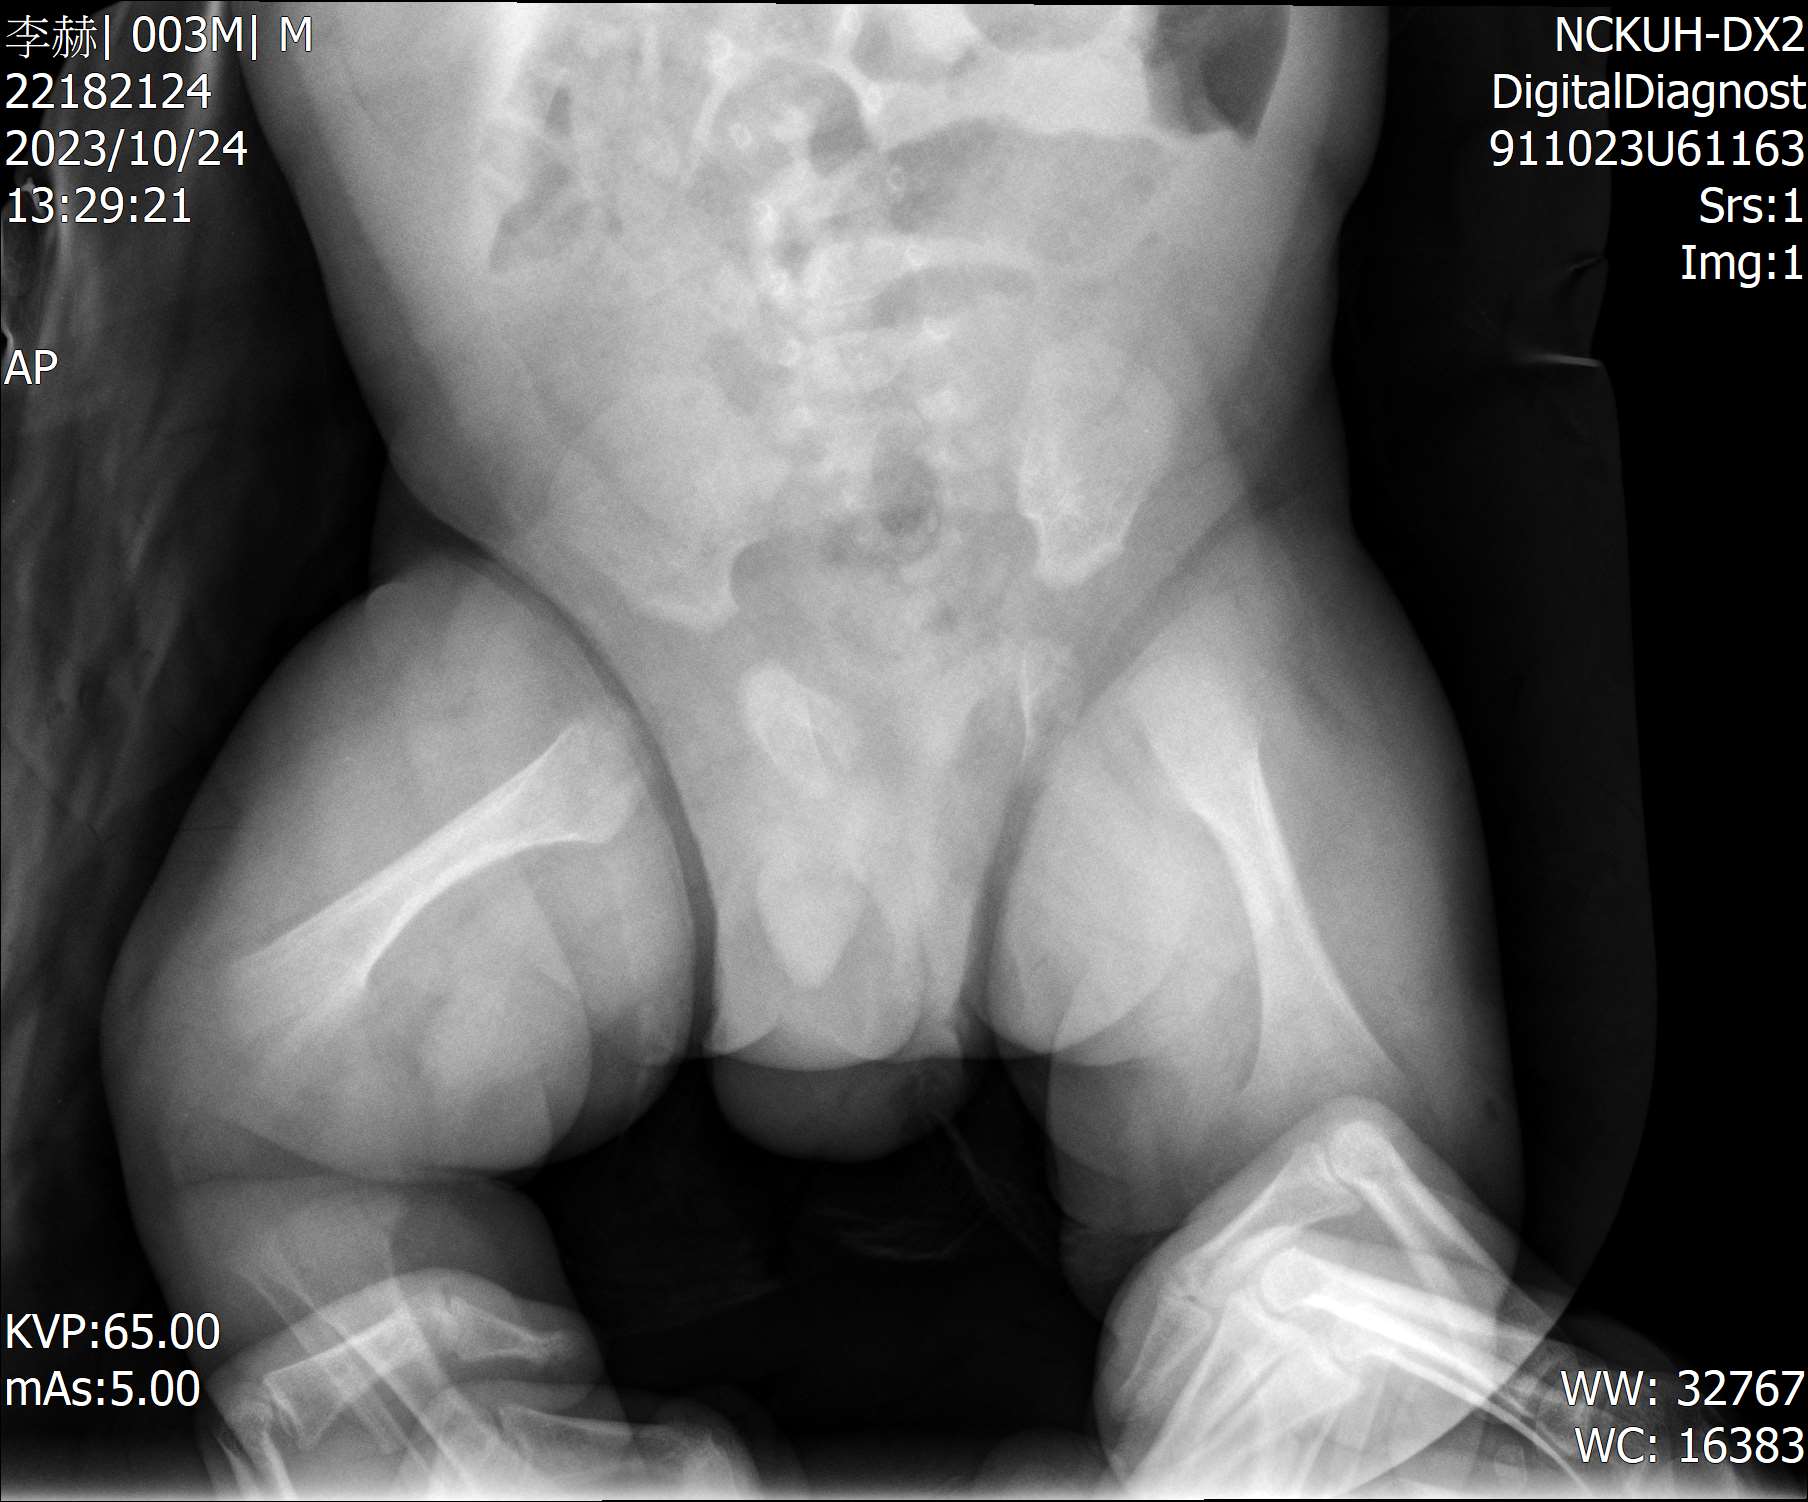 李赫| 003M| M
22182124
2023/10/24
13:29:21
AP
NCKUH-DX2
DigitalDiagnost
911023U61163
Srs:1
Img:1
KVP:65.00
mAs:5.00
WW: 32767
WC: 16383